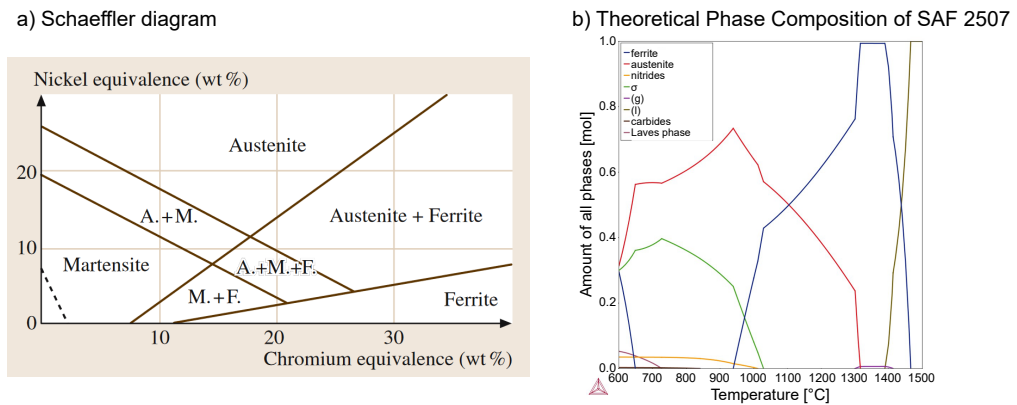 a) Schaeffler diagram
Nickel equivalence (wt %)
Austenite
20
A.+M.
Austenite + Ferrite
10
Martensite
A.+M.+F.
M.+F.
Ferrite
0
10
20
30
Chromium equivalence (wt %)
b) Theoretical Phase Composition of SAF 2507
1.0
ferrite
austenite
nitrides
σ
(g)
(l)
carbides
Laves phase
0.8
0.6
0.4
0.2
0.0
Amount of all phases [mol]
600 700 800 900 1000 1100 1200 1300 1400 1500
Temperature [°C]